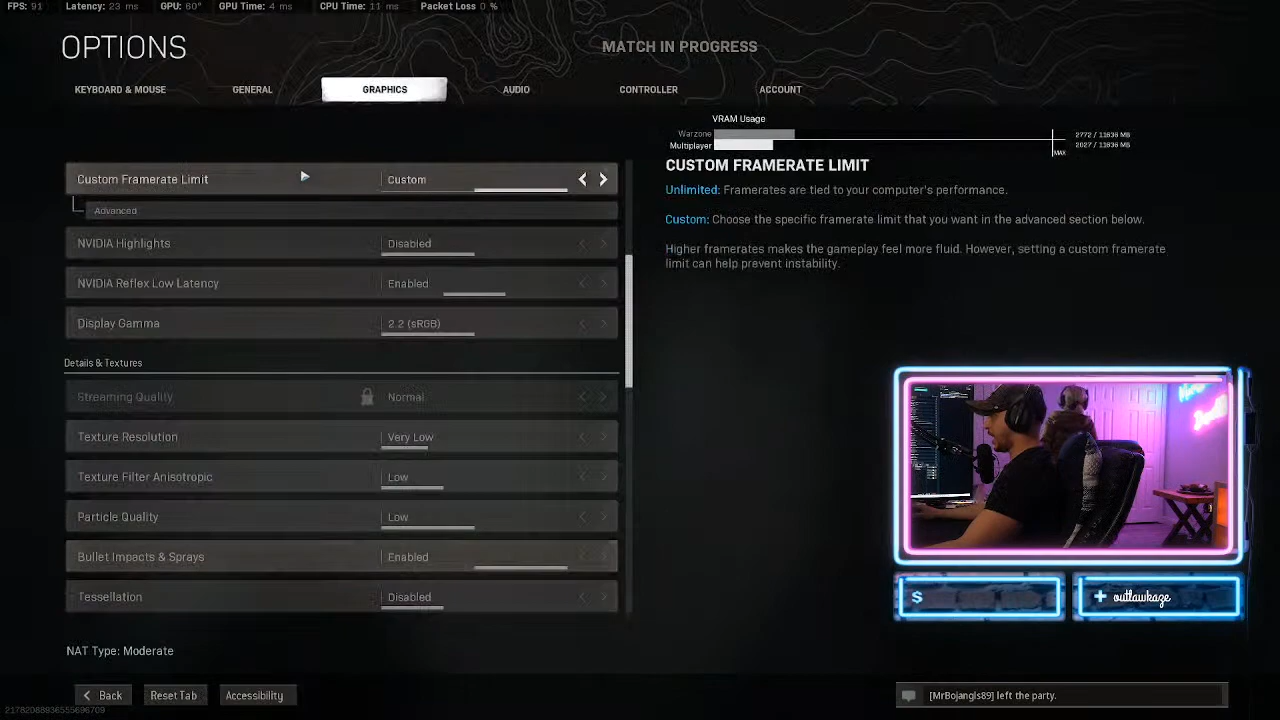 FPS: 91 Latency: 23 ms GPU: 60° GPU Time: 4 ms CPU Time: 11 ms Packet Loss 0 %
OPTIONS
MATCH IN PROGRESS
KEYBOARD & MOUSE GENERAL GRAPHICS AUDIO CONTROLLER ACCOUNT
VRAM Usage
Warzone 2772 / 11636 MB
Multiplayer 2027 / 11636 MB
MAX
Custom Framerate Limit Custom
Advanced
NVIDIA Highlights Disabled
NVIDIA Reflex Low Latency Enabled
Display Gamma 2.2 (sRGB)
Details & Textures
Streaming Quality Normal
Texture Resolution Very Low
Texture Filter Anisotropic Low
Particle Quality Low
Bullet Impacts & Sprays Enabled
Tessellation Disabled
CUSTOM FRAMERATE LIMIT
Unlimited: Framerates are tied to your computer's performance.
Custom: Choose the specific framerate limit that you want in the advanced section below.
Higher framerates makes the gameplay feel more fluid. However, setting a custom framerate
limit can help prevent instability.
$
+ outlawkaze
NAT Type: Moderate
Back Reset Tab Accessibility
[MrBojangls89] left the party.